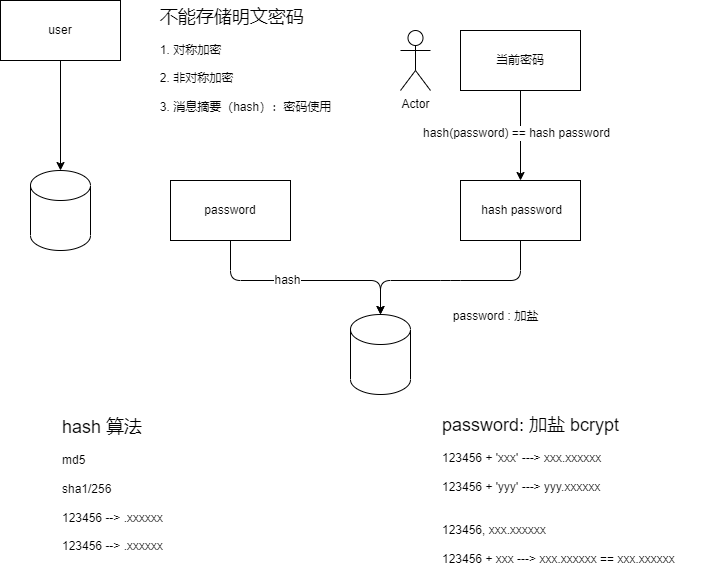 user
不能存储明文密码
1. 对称加密
2. 非对称加密
3. 消息摘要（hash）：密码使用
Actor
当前密码
hash(password) == hash password
password
hash password
hash
password : 加盐
hash 算法
md5
sha1/256
123456 --> .xxxxxx
123456 --> .xxxxxx
password: 加盐 bcrypt
123456 + 'xxx' ---> xxx.xxxxxx
123456 + 'yyy' ---> yyy.xxxxxx
123456, xxx.xxxxxx
123456 + xxx ---> xxx.xxxxxx == xxx.xxxxxx